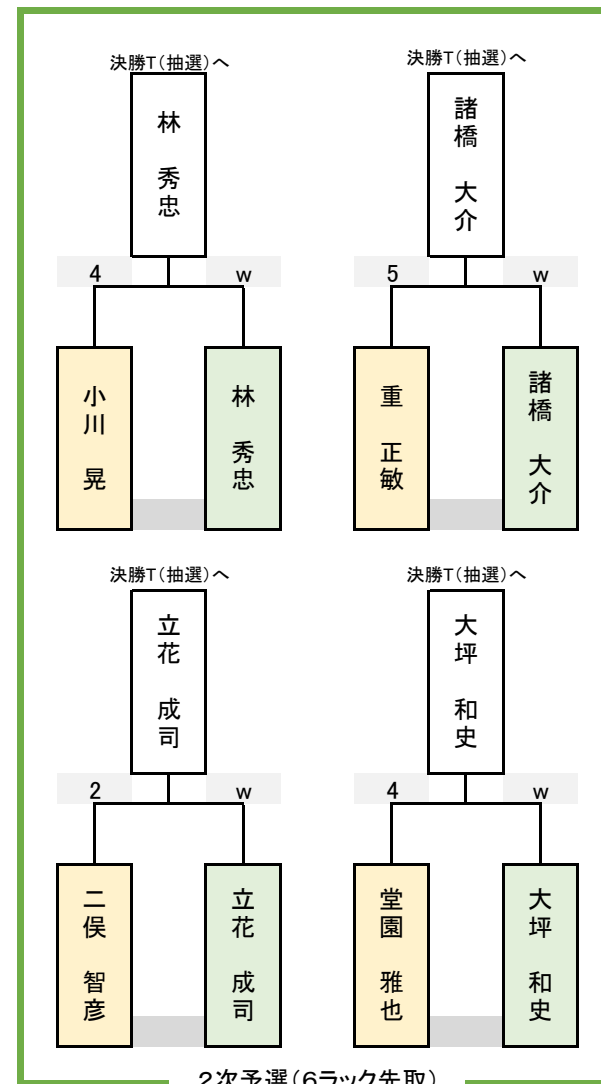 決勝T(抽選)へ
決勝T(抽選)へ
林 秀忠
諸橋 大介
4
w
5
w
小川 晃
林 秀忠
重 正敏
諸橋 大介
決勝T(抽選)へ
決勝T(抽選)へ
立花 成司
大坪 和史
2
w
4
w
二俣 智彦
立花 成司
堂園 雅也
大坪 和史
2次予選(6ラック先取)